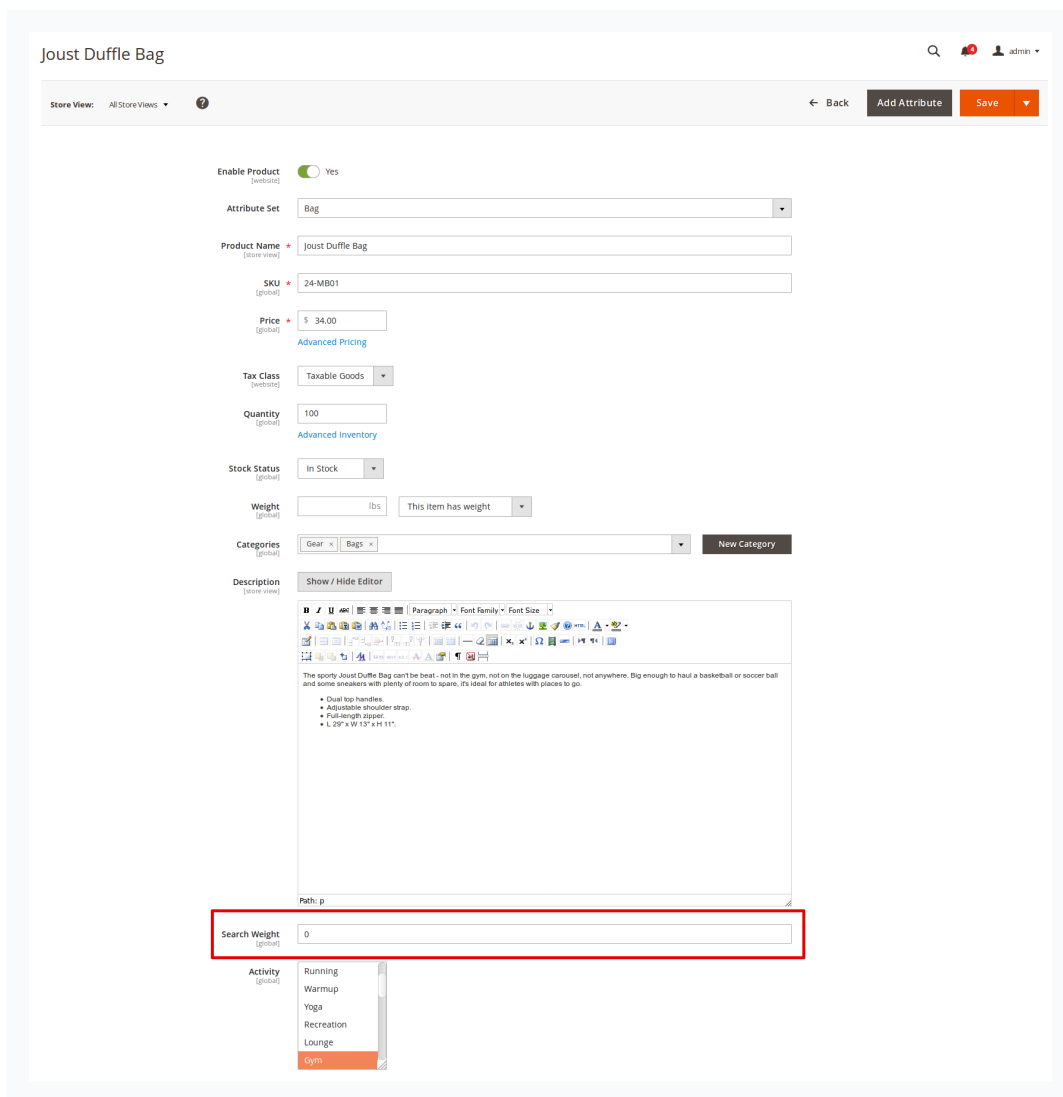 Joust Duffle Bag
4
admin
Store View: All Store Views ?
Back Add Attribute Save
Enable Product Yes
[website]
Attribute Set Bag
Product Name * Joust Duffle Bag
[store view]
SKU * 24-MB01
[global]
Price * $ 34.00
[global]
Advanced Pricing
Tax Class Taxable Goods
[website]
Quantity 100
[global]
Advanced Inventory
Stock Status In Stock
[global]
Weight lbs This item has weight
[global]
Categories Gear × Bags × New Category
[global]
Description Show / Hide Editor
[store view]
B I U ABC Paragraph Font Family Font Size
HTML A
The sporty Joust Duffle Bag can't be beat - not in the gym, not on the luggage carousel, not anywhere. Big enough to haul a basketball or soccer ball
and some sneakers with plenty of room to spare, it's ideal for athletes with places to go.
• Dual top handles.
• Adjustable shoulder strap.
• Full-length zipper.
• L 29" x W 13" x H 11".
Path: p
Search Weight 0
[global]
Activity Running
[global]
Warmup
Yoga
Recreation
Lounge
Gym